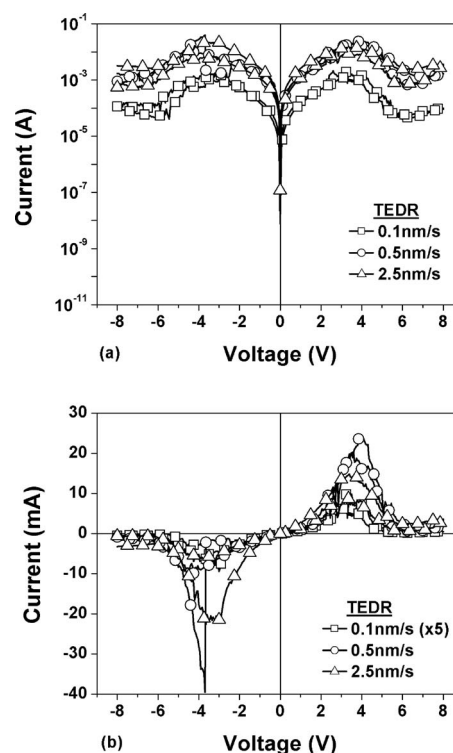 10⁻¹
10⁻³
10⁻⁵
10⁻⁷
10⁻⁹
10⁻¹¹
Current (A)
TEDR
0.1nm/s
0.5nm/s
2.5nm/s
-8 -6 -4 -2 0 2 4 6 8
(a) Voltage (V)
30
20
10
0
-10
-20
-30
-40
Current (mA)
TEDR
0.1nm/s (x5)
0.5nm/s
2.5nm/s
-8 -6 -4 -2 0 2 4 6 8
(b) Voltage (V)